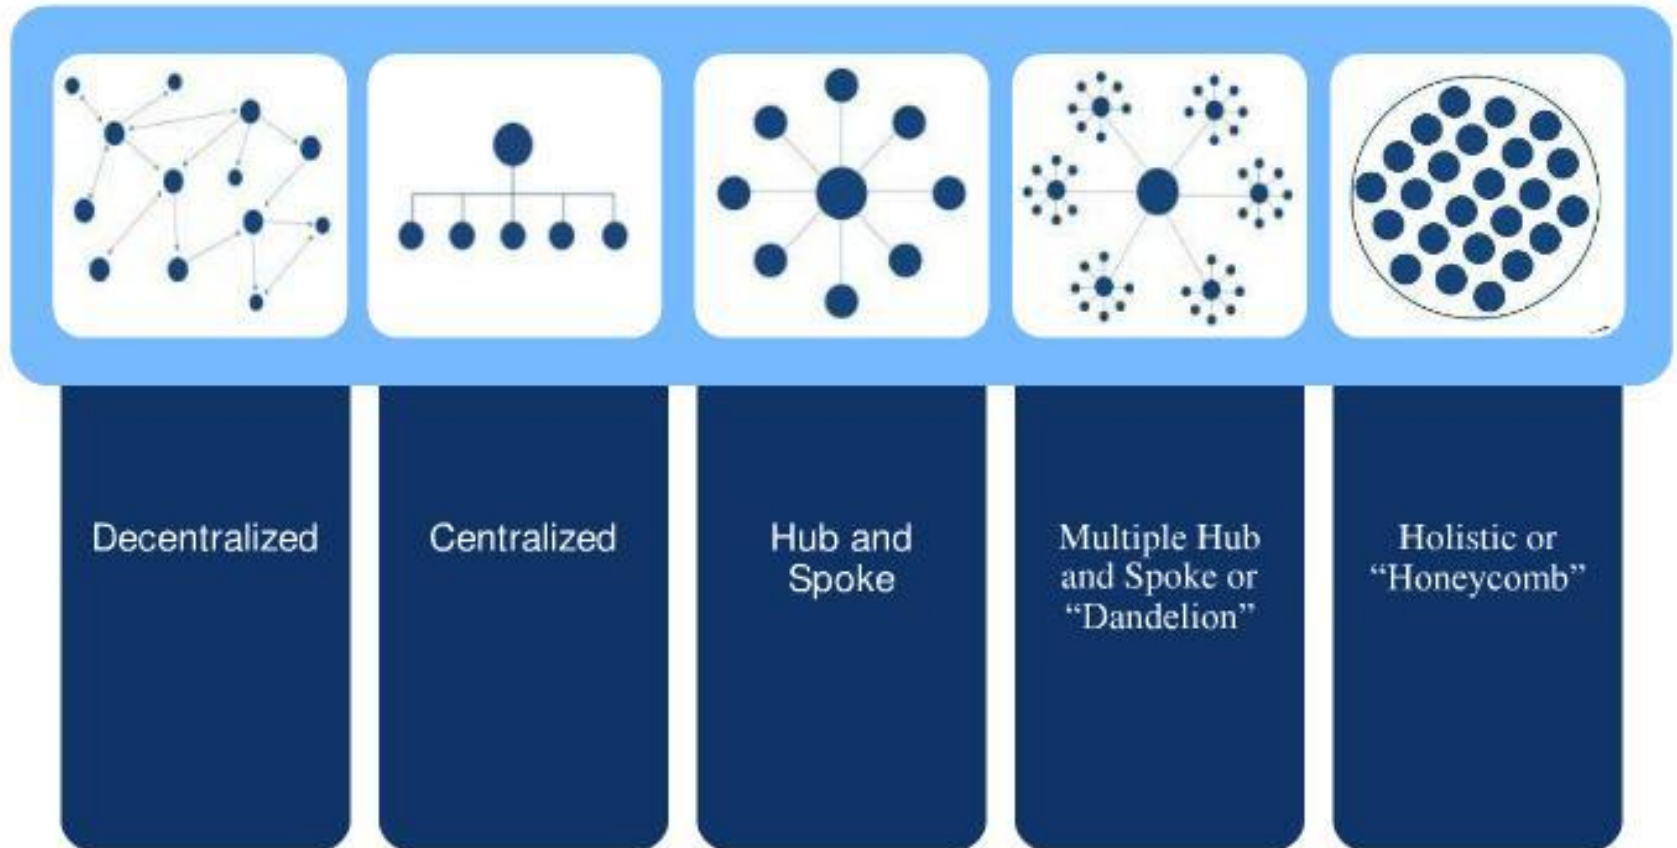 Decentralized
Centralized
Hub and
Spoke
Multiple Hub
and Spoke or
“Dandelion”
Holistic or
“Honeycomb”